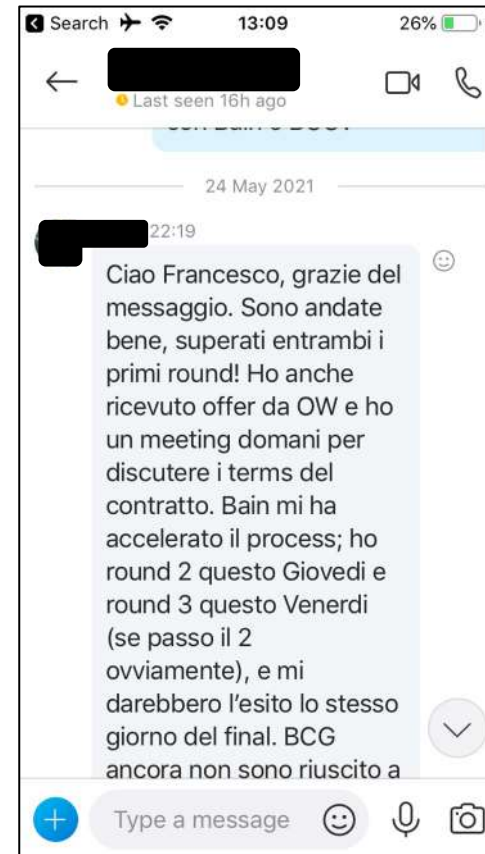 Search 13:09 26%
Last seen 16h ago
24 May 2021
22:19
Ciao Francesco, grazie del
messaggio. Sono andate
bene, superati entrambi i
primi round! Ho anche
ricevuto offer da OW e ho
un meeting domani per
discutere i terms del
contratto. Bain mi ha
accelerato il process; ho
round 2 questo Giovedi e
round 3 questo Venerdi
(se passo il 2
ovviamente), e mi
darebbero l'esito lo stesso
giorno del final. BCG
ancora non sono riuscito a
Type a message